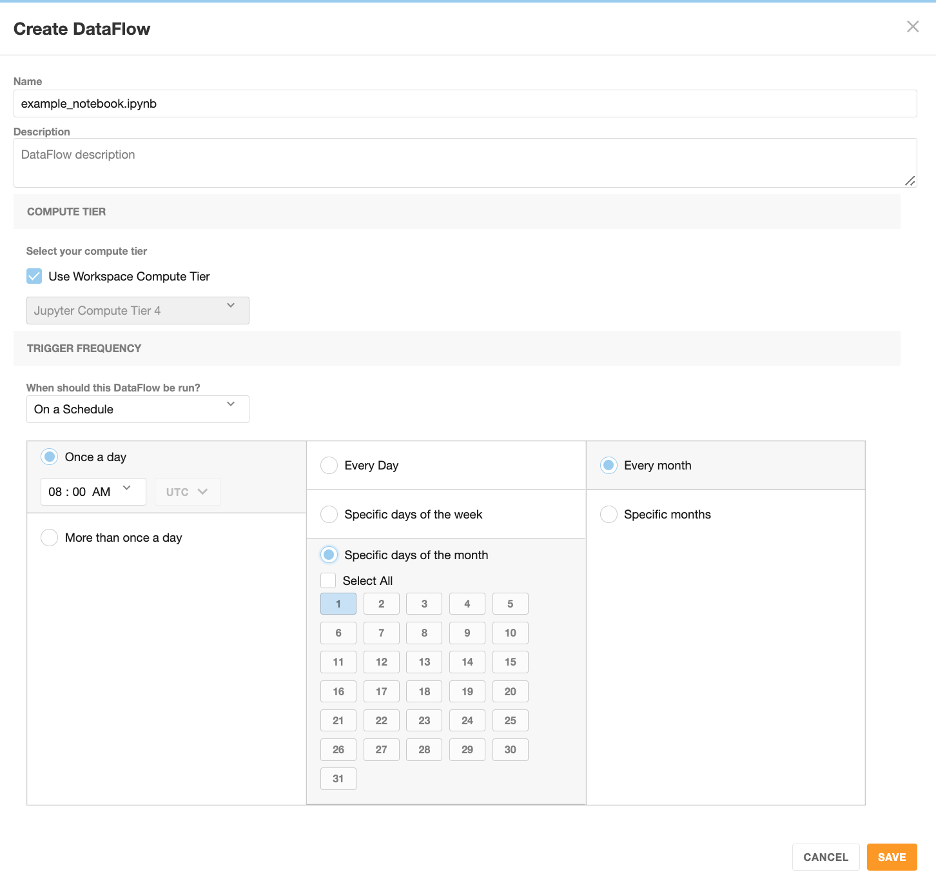 Create DataFlow
Name
example_notebook.ipynb
Description
DataFlow description
COMPUTE TIER
Select your compute tier
Use Workspace Compute Tier
Jupyter Compute Tier 4
TRIGGER FREQUENCY
When should this DataFlow be run?
On a Schedule
Once a day
08 : 00 AM UTC
More than once a day
Every Day
Specific days of the week
Specific days of the month
Select All
1 2 3 4 5
6 7 8 9 10
11 12 13 14 15
16 17 18 19 20
21 22 23 24 25
26 27 28 29 30
31
Every month
Specific months
CANCEL SAVE